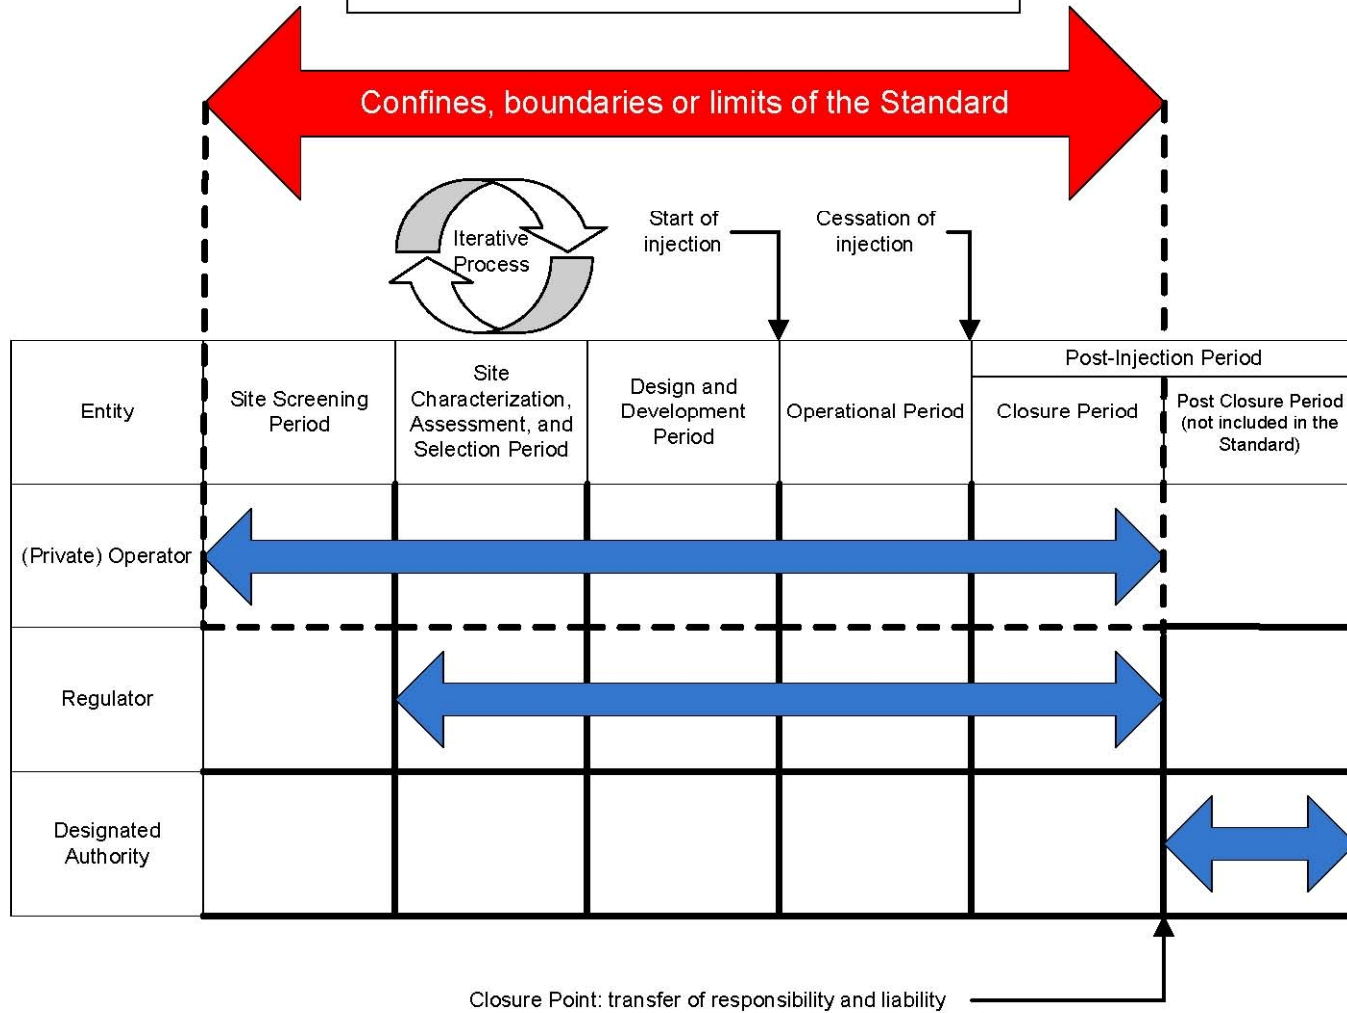 Confines, boundaries or limits of the Standard
Iterative
Process
Start of
injection
Cessation of
injection
Entity
Site Screening
Period
Site
Characterization,
Assessment, and
Selection Period
Design and
Development
Period
Operational Period
Post-Injection Period
Closure Period
Post Closure Period
(not included in the
Standard)
(Private) Operator
Regulator
Designated
Authority
Closure Point: transfer of responsibility and liability